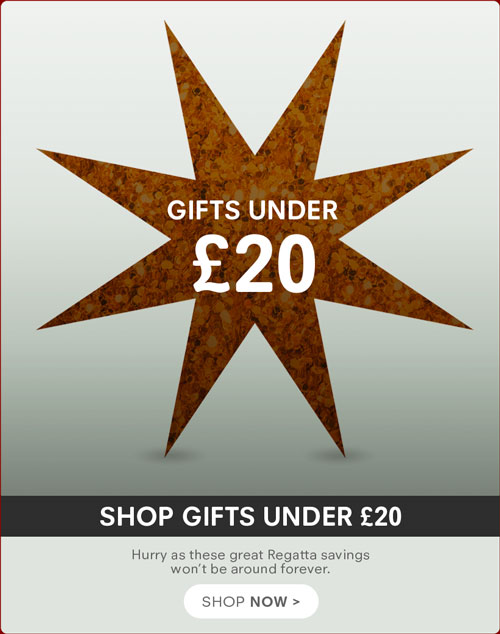 GIFTS UNDER
£20
SHOP GIFTS UNDER £20
Hurry as these great Regatta savings
won't be around forever.
SHOP NOW >